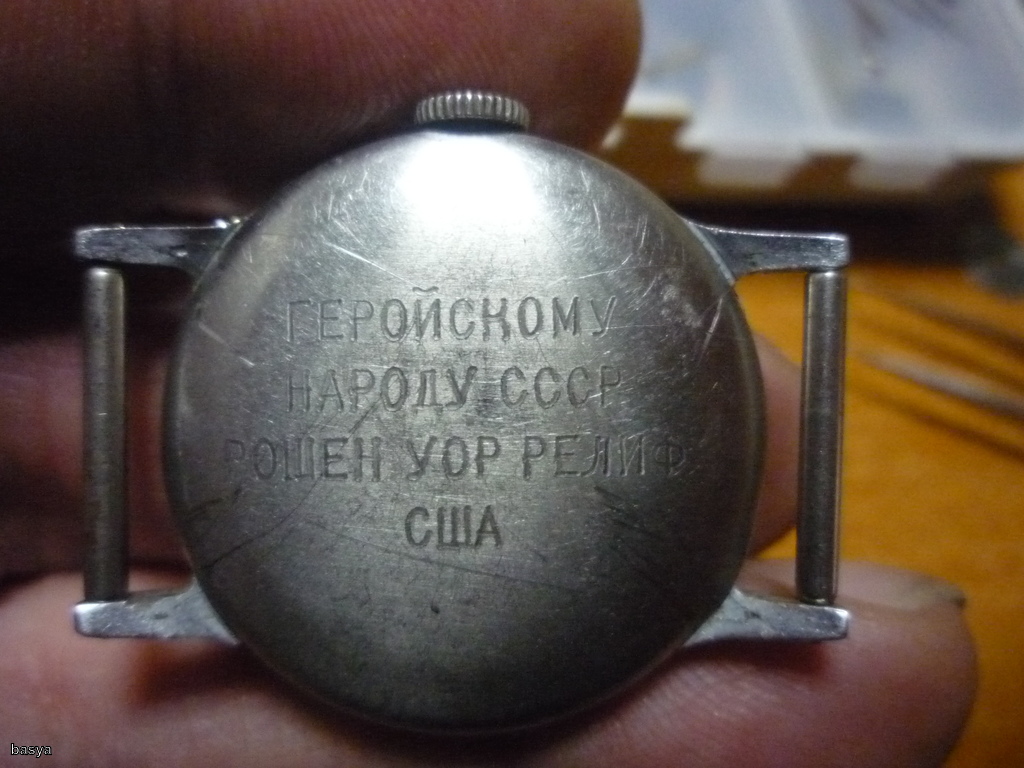 ГЕРОЙСКОМУ
НАРОДУ СССР
РОШЕН УОР РЕЛИФ
США
basya